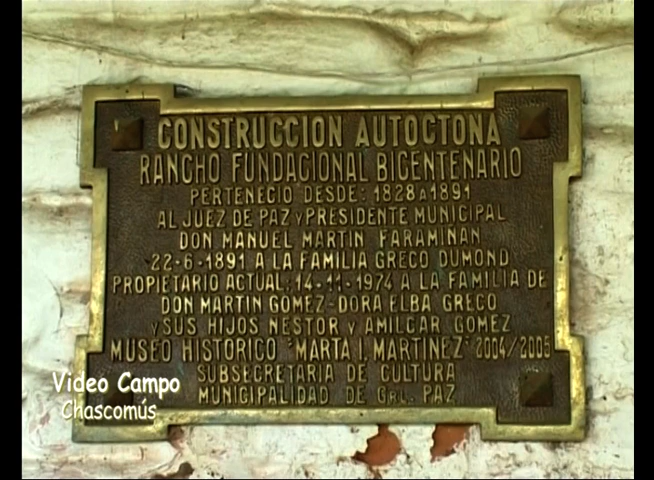 CONSTRUCCION AUTOCTONA
RANCHO FUNDACIONAL BICENTENARIO
PERTENECIO DESDE: 1828 A 1891
AL JUEZ DE PAZ Y PRESIDENTE MUNICIPAL
DON MANUEL MARTIN FARAMIÑAN
22-6-1891 A LA FAMILIA GRECO DUMOND
PROPIETARIO ACTUAL: 14-11-1974 A LA FAMILIA DE
DON MARTIN GOMEZ-DORA ELBA GRECO
Y SUS HIJOS NESTOR Y AMILCAR GOMEZ
MUSEO HISTORICO "MARTA I. MARTINEZ" 2004/2005
SUBSECRETARIA DE CULTURA
MUNICIPALIDAD DE GRL. PAZ
Video Campo
Chascomús